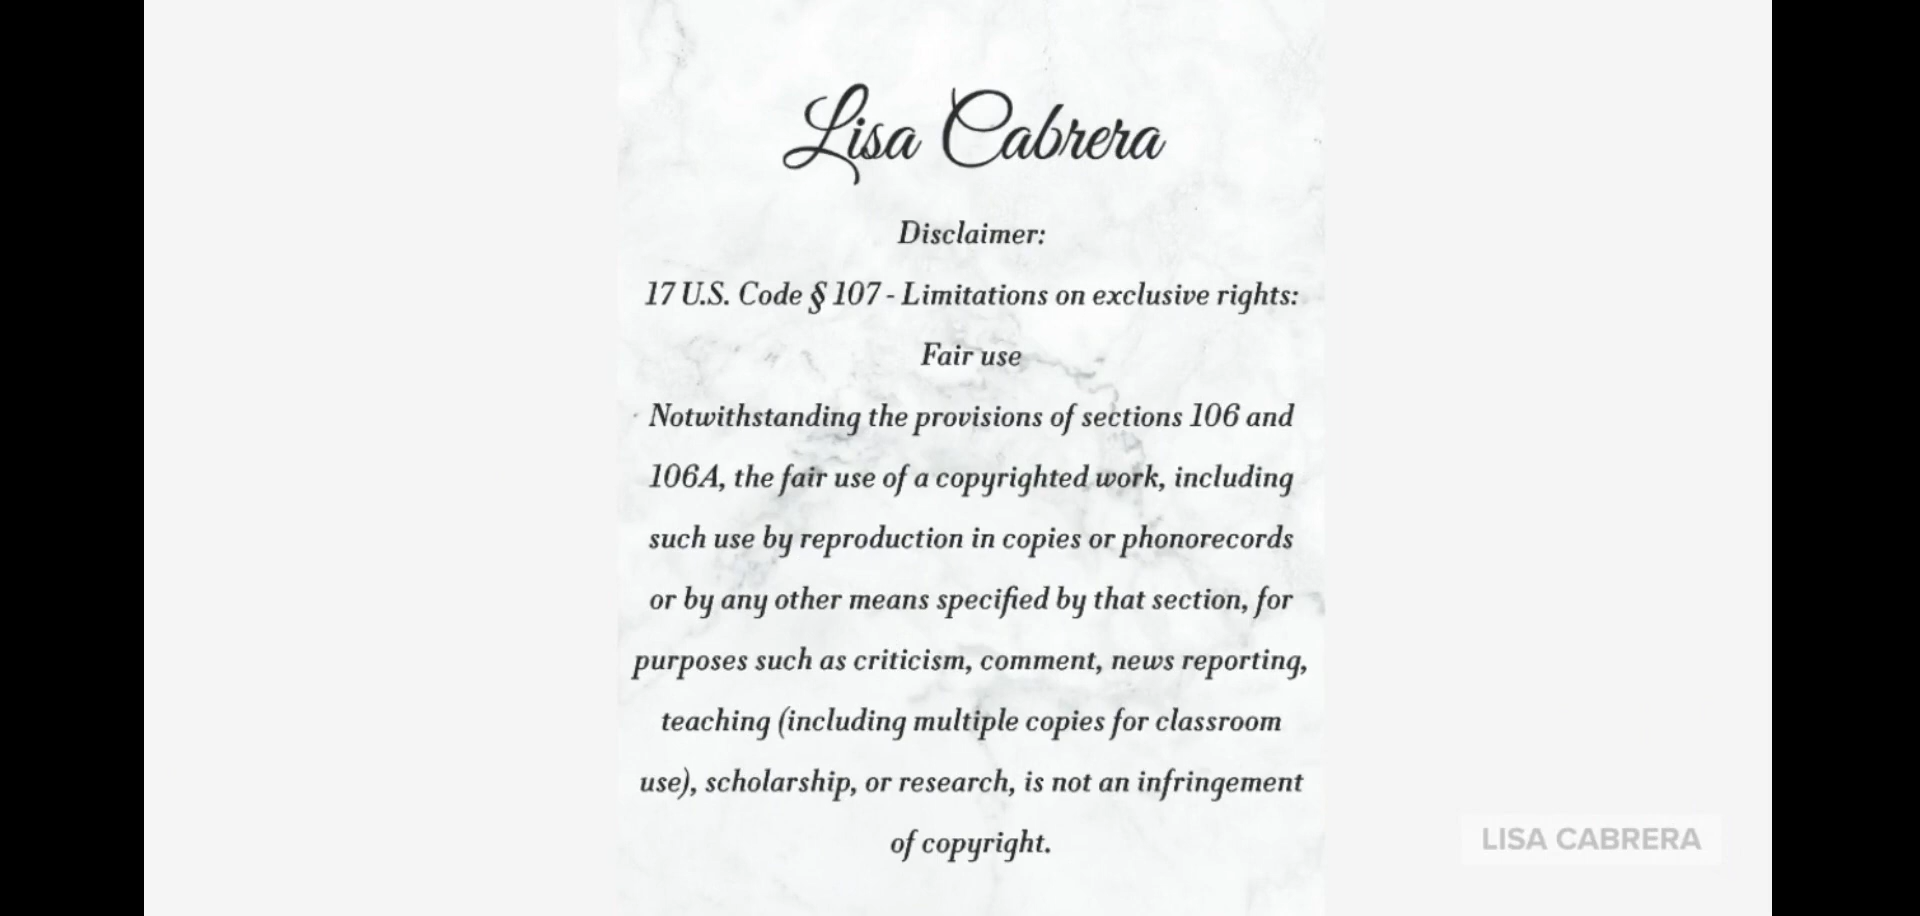 Lisa Cabrera
Disclaimer:
17 U.S. Code § 107 - Limitations on exclusive rights:
Fair use
Notwithstanding the provisions of sections 106 and
106A, the fair use of a copyrighted work, including
such use by reproduction in copies or phonorecords
or by any other means specified by that section, for
purposes such as criticism, comment, news reporting,
teaching (including multiple copies for classroom
use), scholarship, or research, is not an infringement
of copyright.
LISA CABRERA